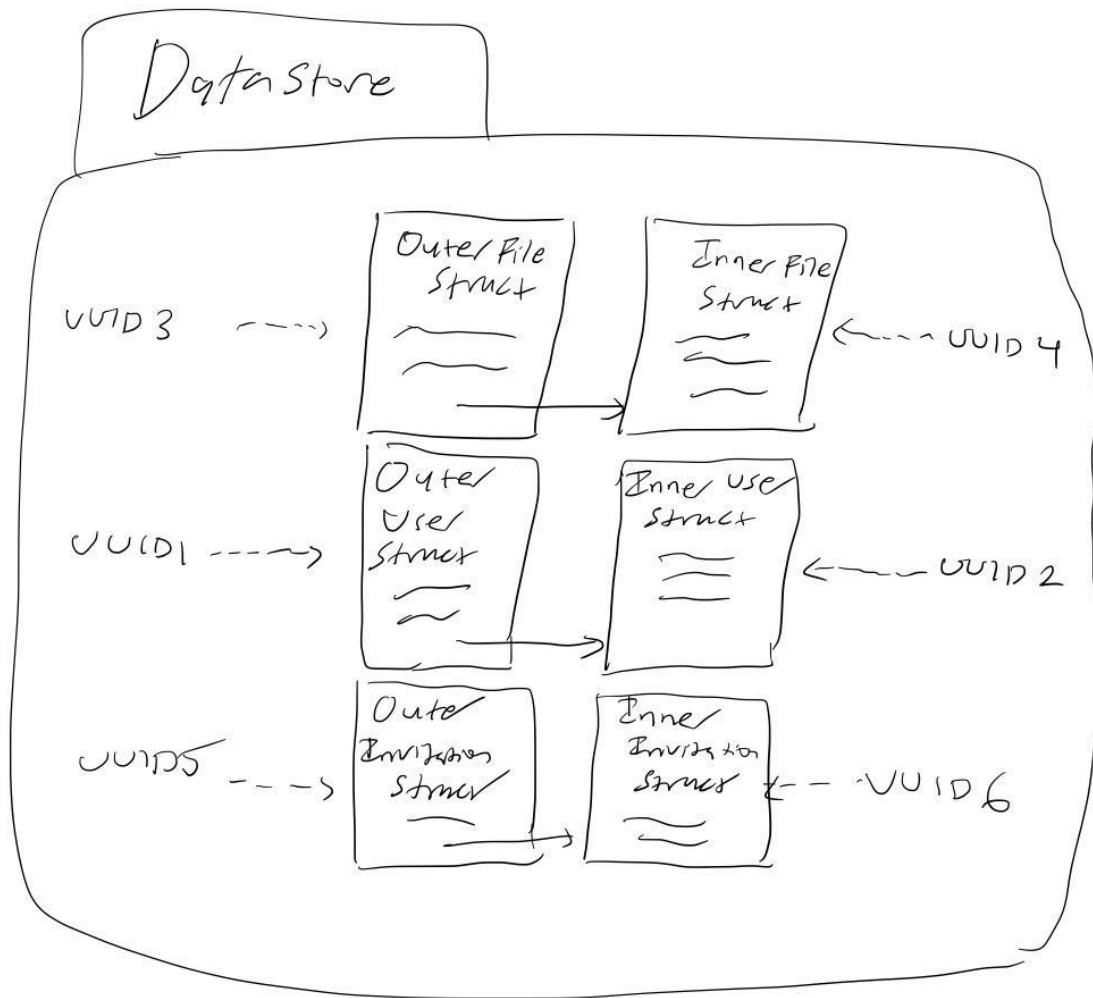 DataStore
Outer File
Struct
Inner File
Struct
UUID 3
UUID 4
Outer
User
Struct
Inner User
Struct
UUID1
UUID 2
Outer
Invitation
Struct
Inner
Invitation
Struct
UUID5
UUID 6